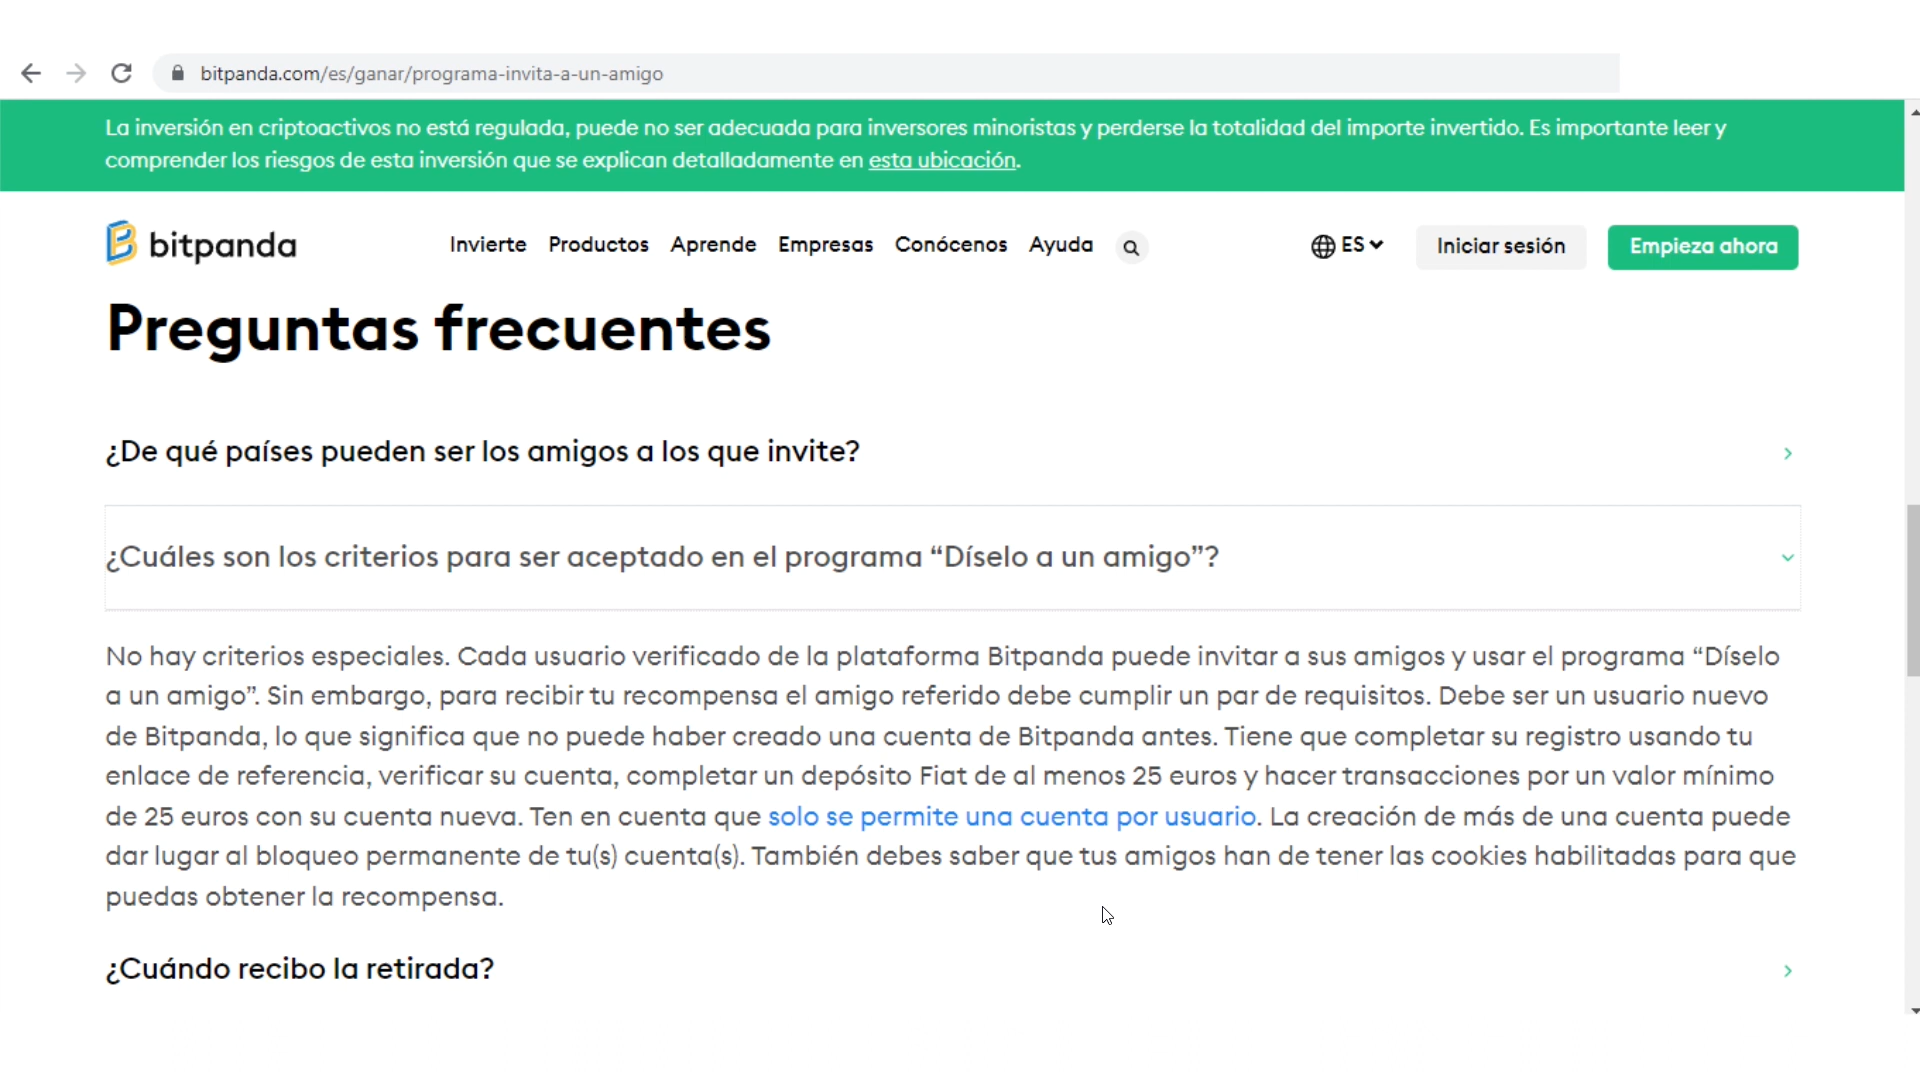 bitpanda.com/es/ganar/programa-invita-a-un-amigo
La inversión en criptoactivos no está regulada, puede no ser adecuada para inversores minoristas y perderse la totalidad del importe invertido. Es importante leer y
comprender los riesgos de esta inversión que se explican detalladamente en esta ubicación.
bitpanda Invierte Productos Aprende Empresas Conócenos Ayuda ES Iniciar sesión Empieza ahora
Preguntas frecuentes
¿De qué países pueden ser los amigos a los que invite?
¿Cuáles son los criterios para ser aceptado en el programa “Díselo a un amigo”?
No hay criterios especiales. Cada usuario verificado de la plataforma Bitpanda puede invitar a sus amigos y usar el programa “Díselo
a un amigo”. Sin embargo, para recibir tu recompensa el amigo referido debe cumplir un par de requisitos. Debe ser un usuario nuevo
de Bitpanda, lo que significa que no puede haber creado una cuenta de Bitpanda antes. Tiene que completar su registro usando tu
enlace de referencia, verificar su cuenta, completar un depósito Fiat de al menos 25 euros y hacer transacciones por un valor mínimo
de 25 euros con su cuenta nueva. Ten en cuenta que solo se permite una cuenta por usuario. La creación de más de una cuenta puede
dar lugar al bloqueo permanente de tu(s) cuenta(s). También debes saber que tus amigos han de tener las cookies habilitadas para que
puedas obtener la recompensa.
¿Cuándo recibo la retirada?